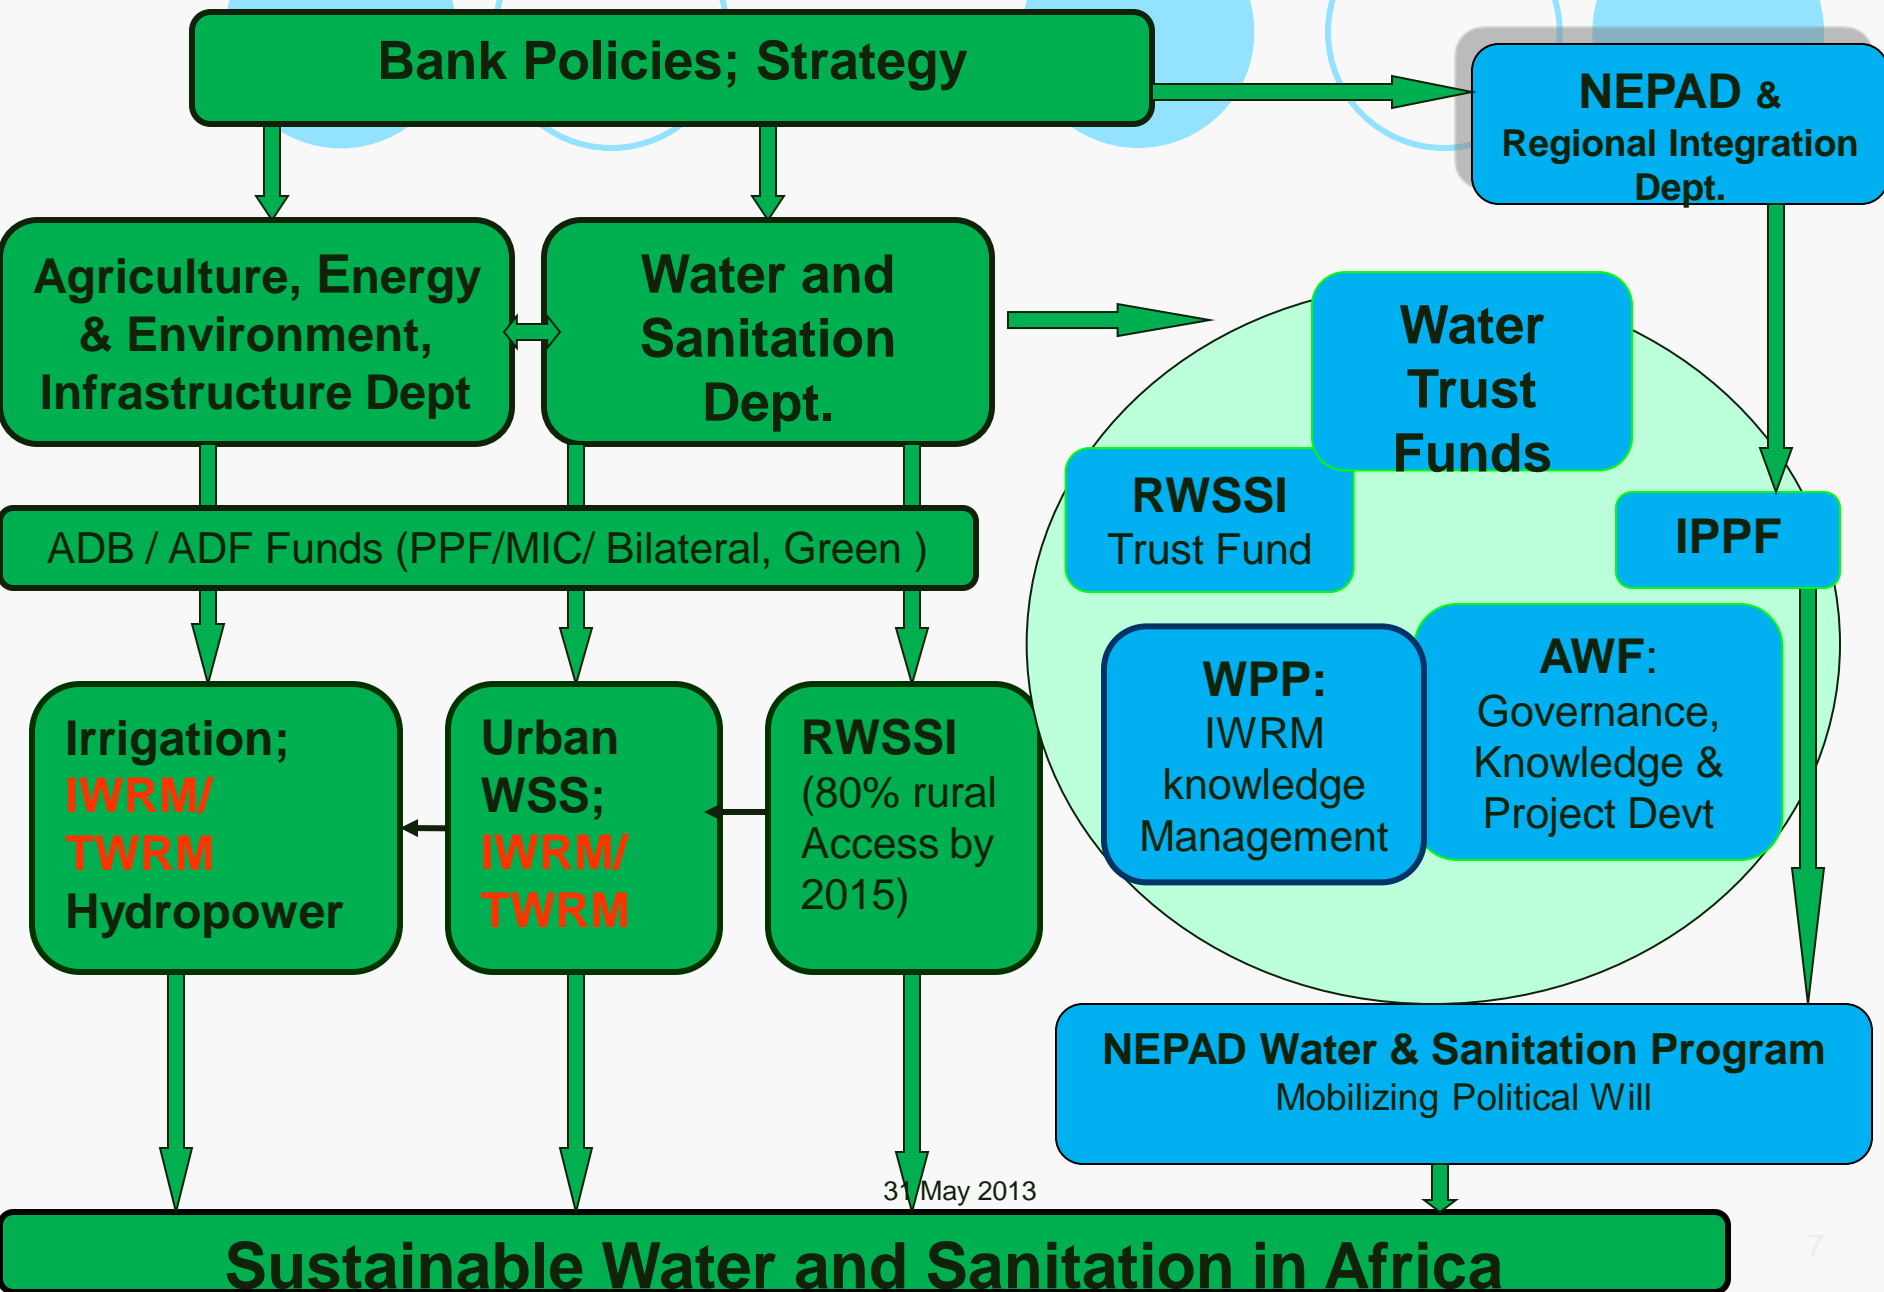 Bank Policies; Strategy
NEPAD &
Regional Integration
Dept.
Agriculture, Energy
& Environment,
Infrastructure Dept
Water and
Sanitation
Dept.
Water
Trust
Funds
RWSSI
Trust Fund
IPPF
ADB / ADF Funds (PPF/MIC/ Bilateral, Green )
WPP:
IWRM
knowledge
Management
AWF:
Governance,
Knowledge &
Project Devt
Irrigation;
IWRM/
TWRM
Hydropower
Urban
WSS;
IWRM/
TWRM
RWSSI
(80% rural
Access by
2015)
NEPAD Water & Sanitation Program
Mobilizing Political Will
31 May 2013
Sustainable Water and Sanitation in Africa
7